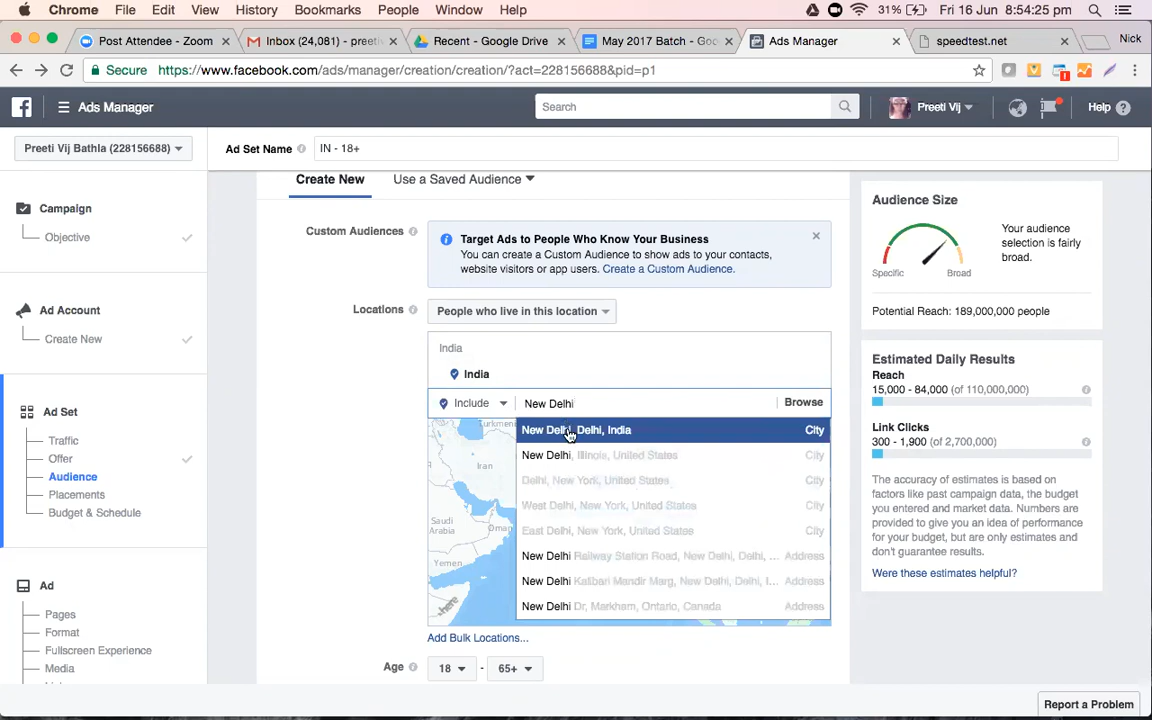 Chrome File Edit View History Bookmarks People Window Help 31% Fri 16 Jun 8:54:25 pm
Post Attendee - Zoom Inbox (24,081) - preeti Recent - Google Drive May 2017 Batch - Go Ads Manager speedtest.net Nick
Secure https://www.facebook.com/ads/manager/creation/creation/?act=228156688&pid=p1
Ads Manager Search Preeti Vij Help
Preeti Vij Bathla (228156688) Ad Set Name IN - 18+
Create New Use a Saved Audience
Campaign
Objective
Ad Account
Create New
Ad Set
Traffic
Offer
Audience
Placements
Budget & Schedule
Ad
Pages
Format
Fullscreen Experience
Media
Custom Audiences
Target Ads to People Who Know Your Business
You can create a Custom Audience to show ads to your contacts,
website visitors or app users. Create a Custom Audience.
Locations People who live in this location
India
India
Include New Delhi Browse
New Delhi, Delhi, India City
New Delhi, Illinois, United States City
Delhi, New York, United States City
West Delhi, New York, United States City
East Delhi, New York, United States City
New Delhi Railway Station Road, New Delhi, Delhi, ... Address
New Delhi Kalibari Mandir Marg, New Delhi, Delhi, I... Address
New Delhi Dr, Markham, Ontario, Canada Address
Turkmeni
Iran
Saudi
Arabia
Oman
Yemen
here
Add Bulk Locations...
Age 18 - 65+
Audience Size
Your audience
selection is fairly
broad.
Specific Broad
Potential Reach: 189,000,000 people
Estimated Daily Results
Reach
15,000 - 84,000 (of 110,000,000)
Link Clicks
300 - 1,900 (of 2,700,000)
The accuracy of estimates is based on
factors like past campaign data, the budget
you entered and market data. Numbers are
provided to give you an idea of performance
for your budget, but are only estimates and
don't guarantee results.
Were these estimates helpful?
Report a Problem